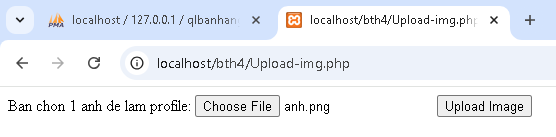 localhost / 127.0.0.1 / qlbanhan
localhost/bth4/Upload-img.php
localhost/bth4/Upload-img.php
Ban chon 1 anh de lam profile: Choose File anh.png Upload Image